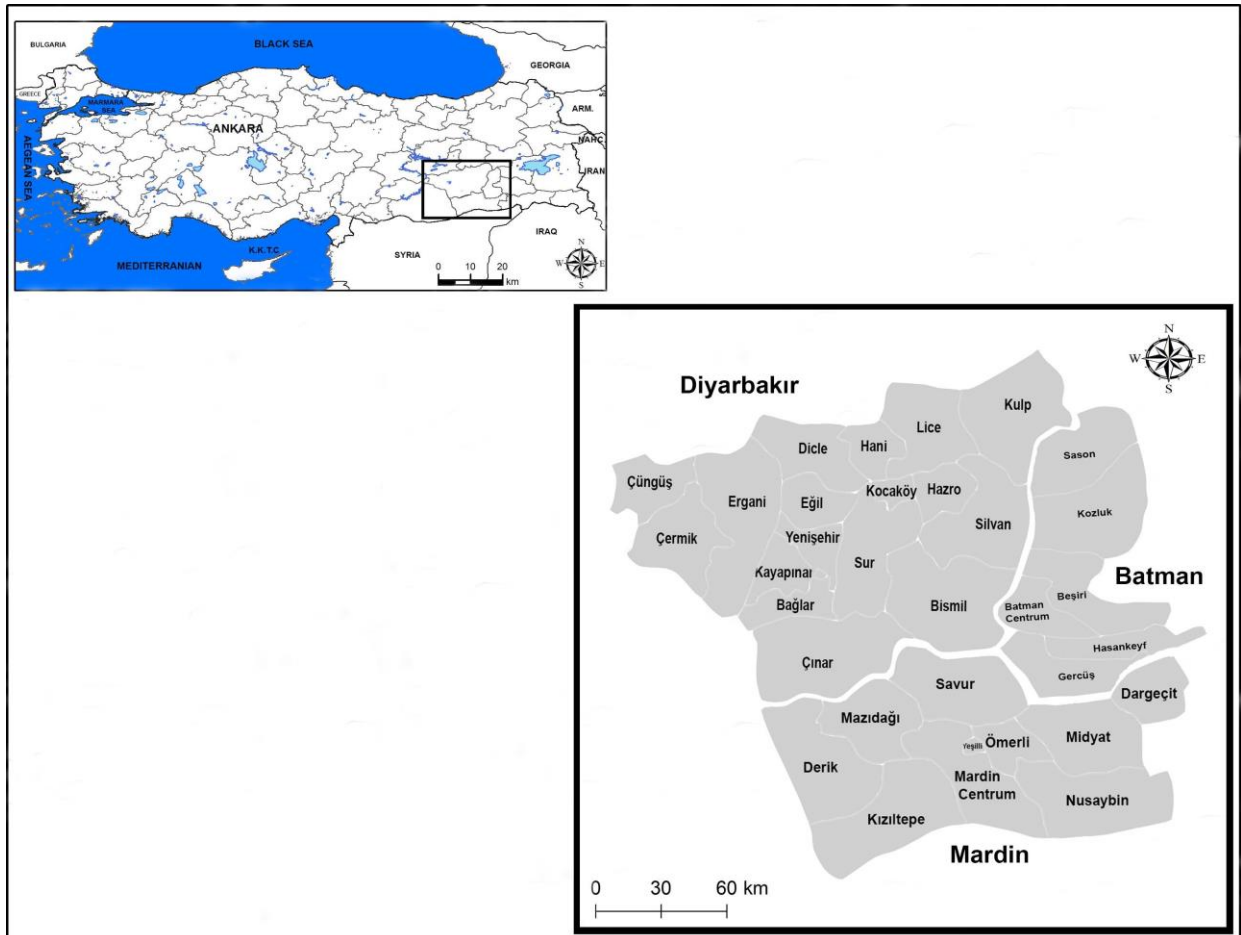 BULGARIA
BLACK SEA
GEORGIA
GREECE
MARMARA
SEA
ARM.
ANKARA
NAHC.
AEGEAN SEA
IRAN
IRAQ
K.K.T.C
SYRIA
MEDITERRANIAN
N
W
E
S
0 10 20
km
N
W
E
S
Diyarbakır
Kulp
Lice
Dicle
Hani
Sason
Çüngüş
Kocaköy
Hazro
Ergani
Eğil
Kozluk
Silvan
Çermik
Yenişehir
Sur
Kayapınar
Batman
Bağlar
Bismil
Beşiri
Batman
Centrum
Hasankeyf
Çınar
Gercüş
Savur
Dargeçit
Mazıdağı
Midyat
Yeşilli
Ömerli
Derik
Mardin
Centrum
Nusaybin
Kızıltepe
Mardin
0 30 60 km